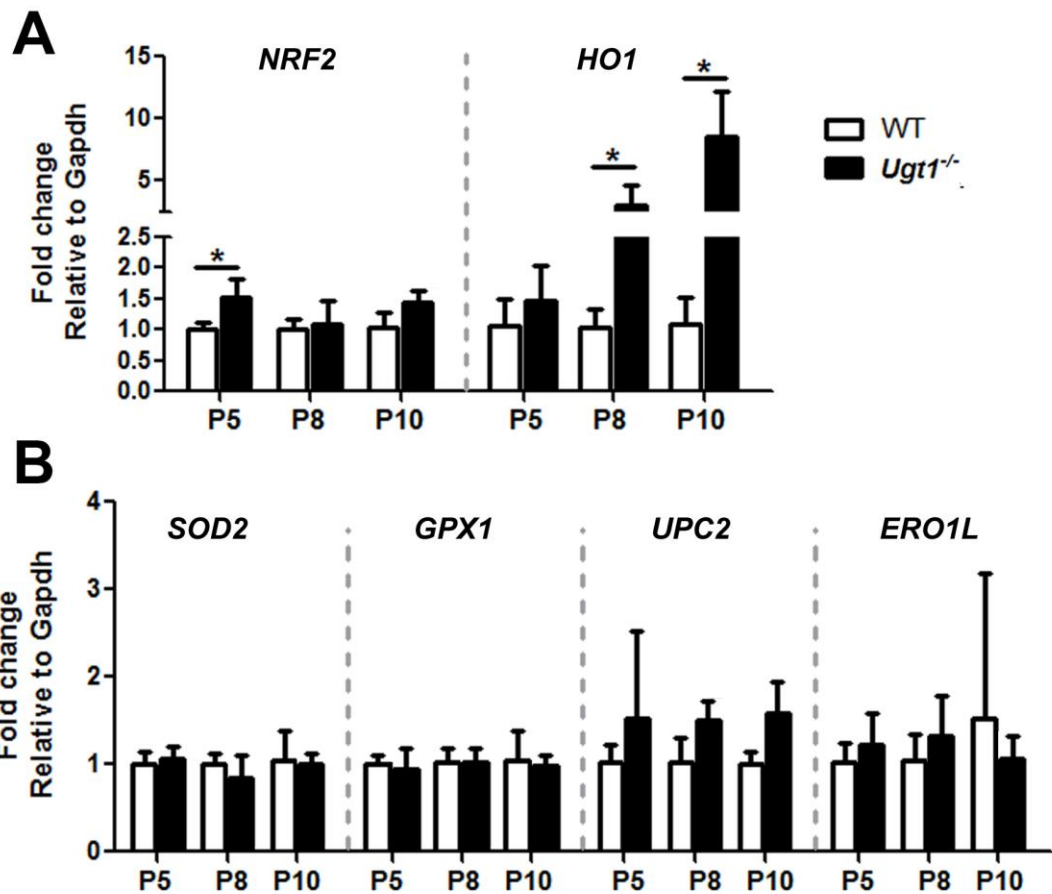 A
NRF2
HO1
Fold change
Relative to Gapdh
15
10
5
2.5
2.0
1.5
1.0
0.5
0.0
*
*
*
P5 P8 P10 P5 P8 P10
WT
Ugt1-/-
B
SOD2 GPX1 UPC2 ERO1L
Fold change
Relative to Gapdh
4
3
2
1
0
P5 P8 P10 P5 P8 P10 P5 P8 P10 P5 P8 P10